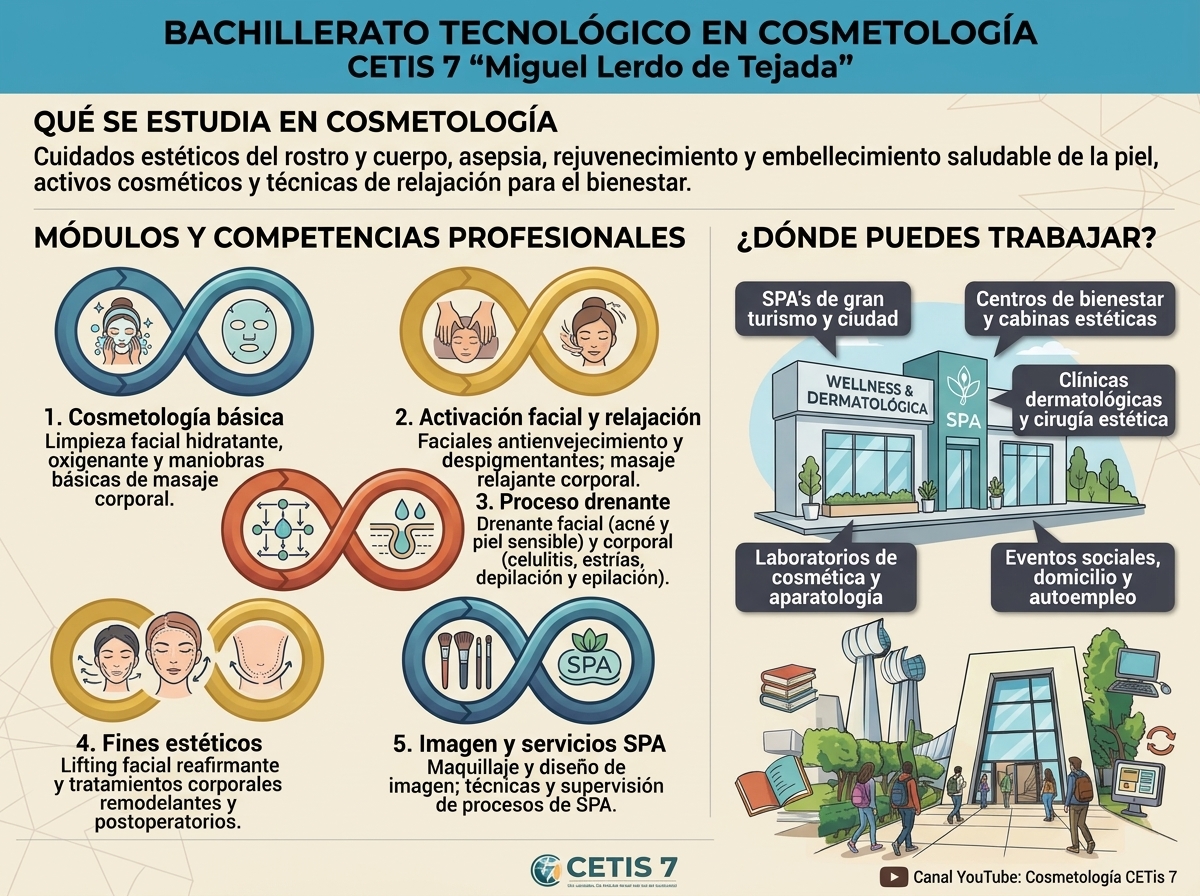 BACHILLERATO TECNOLÓGICO EN COSMETOLOGÍA
CETIS 7 “Miguel Lerdo de Tejada”
QUÉ SE ESTUDIA EN COSMETOLOGÍA
Cuidados estéticos del rostro y cuerpo, asepsia, rejuvenecimiento y embellecimiento saludable de la piel,
activos cosméticos y técnicas de relajación para el bienestar.
MÓDULOS Y COMPETENCIAS PROFESIONALES
1. Cosmetología básica
Limpieza facial hidratante,
oxigenante y maniobras
básicas de masaje
corporal.
2. Activación facial y relajación
Faciales antienvejecimiento y
despigmentantes; masaje
relajante corporal.
3. Proceso drenante
Drenante facial (acné y
piel sensible) y corporal
(celulitis, estrías,
depilación y epilación).
4. Fines estéticos
Lifting facial reafirmante
y tratamientos corporales
remodelantes y
postoperatorios.
SPA
5. Imagen y servicios SPA
Maquillaje y diseño de
imagen; técnicas y supervisión
de procesos de SPA.
¿DÓNDE PUEDES TRABAJAR?
SPA's de gran
turismo y ciudad
Centros de bienestar
y cabinas estéticas
Clínicas
dermatológicas
y cirugía estética
WELLNESS &
DERMATOLÓGICA
SPA
Laboratorios de
cosmética y
aparatología
Eventos sociales,
domicilio y
autoempleo
CETIS 7
Canal YouTube: Cosmetología CETis 7